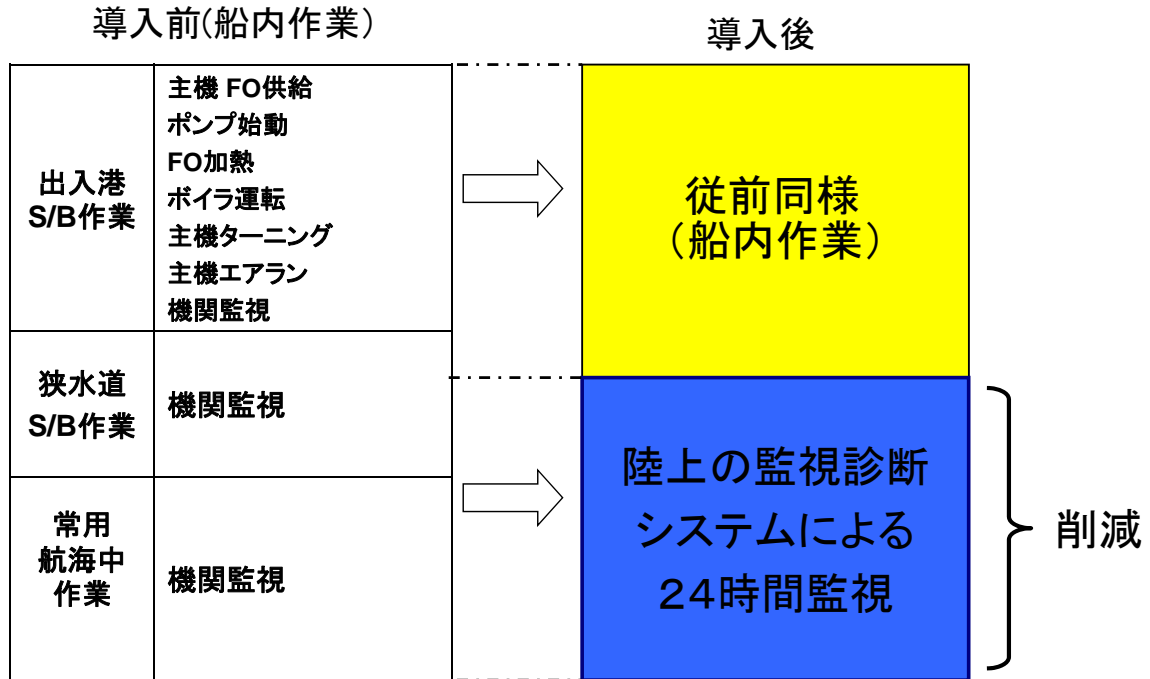 導入前(船内作業)
導入後
出入港
S/B作業
主機 FO供給
ポンプ始動
FO加熱
ボイラ運転
主機ターニング
主機エアラン
機関監視
従前同様
(船内作業)
狭水道
S/B作業
機関監視
常用
航海中
作業
機関監視
陸上の監視診断
システムによる
24時間監視
削減